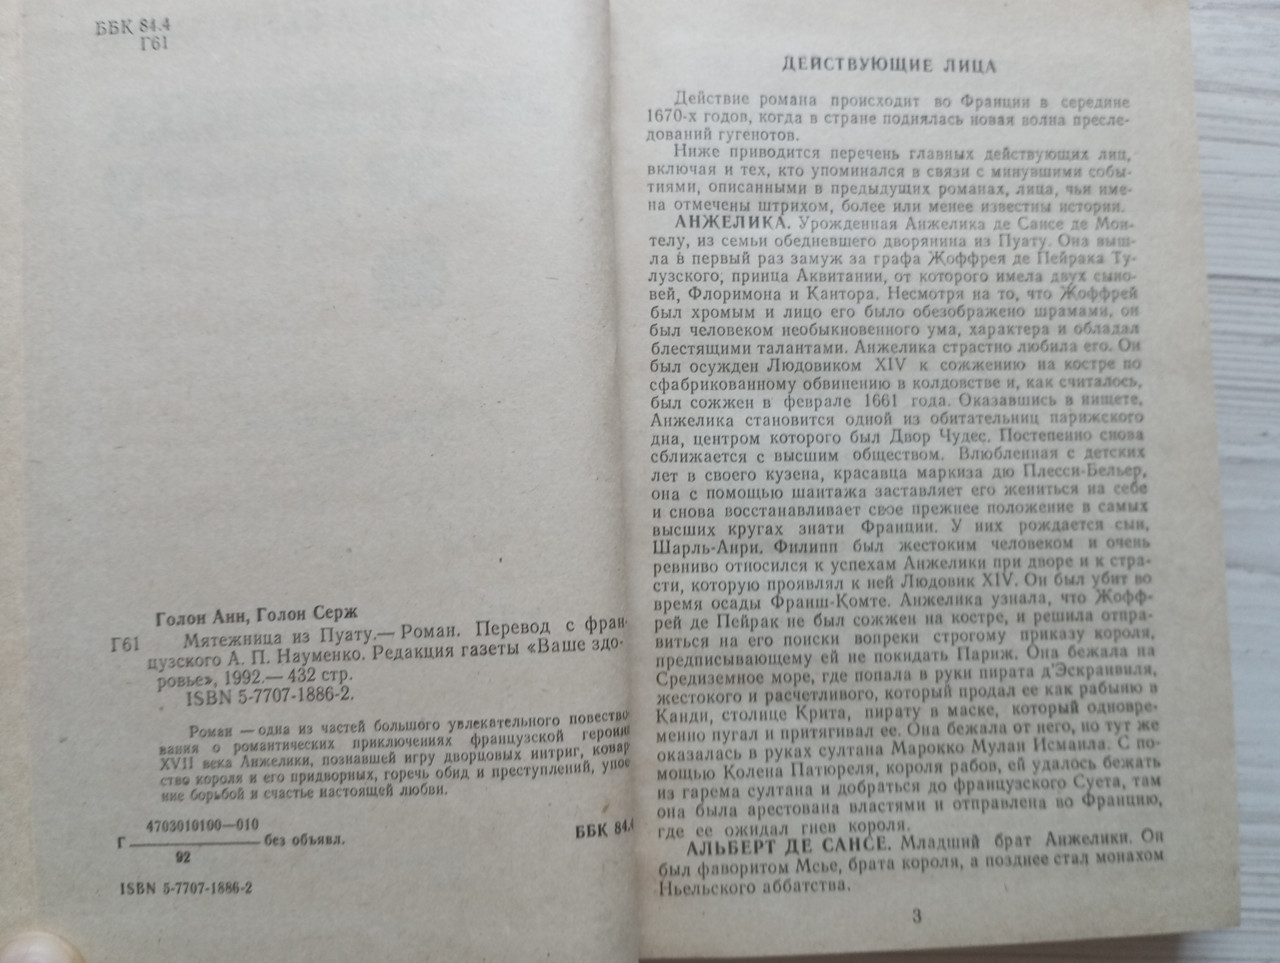 ББК 84.4
Г61
Голон Анн, Голон Серж
Г61 Мятежница из Пуату.— Роман. Перевод с фран-
цузского А. П. Науменко. Редакция газеты «Ваше здо-
ровье», 1992.— 432 стр.
ISBN 5-7707-1886-2.
Роман — одна из частей большого увлекательного повество
вания о романтических приключениях французской героини
XVII века Анжелики, познавшей игру дворцовых интриг, ковар
ство короля и его придворных, горечь обид и преступлений, упое
ние борьбой и счастье настоящей любви.
Г 4703010100—010 без объявл.
92
ББК 84.4
ISBN 5-7707-1886-2
ДЕЙСТВУЮЩИЕ ЛИЦА
Действие романа происходит во Франции в середине
1670-х годов, когда в стране поднялась новая волна пресле-
дований гугенотов.
Ниже приводится перечень главных действующих лиц,
включая и тех, кто упоминался в связи с минувшими собы-
тиями, описанными в предыдущих романах, лица, чьи име-
на отмечены штрихом, более или менее известны истории.
АНЖЕЛИКА. Урожденная Анжелика де Сансе де Мон-
телу, из семьи обедневшего дворянина из Пуату. Она выш-
ла в первый раз замуж за графа Жоффрея де Пейрака Ту-
лузского, принца Аквитании, от которого имела двух сыно-
вей, Флоримона и Кантора. Несмотря на то, что Жоффрей
был хромым и лицо его было обезображено шрамами, он
был человеком необыкновенного ума, характера и обладал
блестящими талантами. Анжелика страстно любила его. Он
был осужден Людовиком XIV к сожжению на костре по
сфабрикованному обвинению в колдовстве и, как считалось,
был сожжен в феврале 1661 года. Оказавшись в нищете,
Анжелика становится одной из обитательниц парижского
дна, центром которого был Двор Чудес. Постепенно снова
сближается с высшим обществом. Влюбленная с детских
лет в своего кузена, красавца маркиза дю Плесси-Бельер,
она с помощью шантажа заставляет его жениться на себе
и снова восстанавливает свое прежнее положение в самых
высших кругах знати Франции. У них рождается сын,
Шарль-Анри. Филипп был жестоким человеком и очень
ревниво относился к успехам Анжелики при дворе и к стра-
сти, которую проявлял к ней Людовик XIV. Он был убит во
время осады Франш-Комте. Анжелика узнала, что Жофф-
рей де Пейрак не был сожжен на костре, и решила отпра-
виться на его поиски вопреки строгому приказу короля,
предписывающему ей не покидать Париж. Она бежала на
Средиземное море, где попала в руки пирата д'Эскранвиля,
жестокого и расчетливого, который продал ее как рабыню в
Канди, столице Крита, пирату в маске, который одновре-
менно пугал и притягивал ее. Она бежала от него, но тут же
оказалась в руках султана Марокко Мулан Исмаила. С по-
мощью Колена Патюреля, короля рабов, ей удалось бежать
из гарема султана и добраться до французского Суета, там
она была арестована властями и отправлена во Францию,
где ее ожидал гнев короля.
АЛЬБЕРТ ДЕ САНСЕ. Младший брат Анжелики. Он
был фаворитом Мсье, брата короля, а позднее стал монахом
Ньельского аббатства.
3